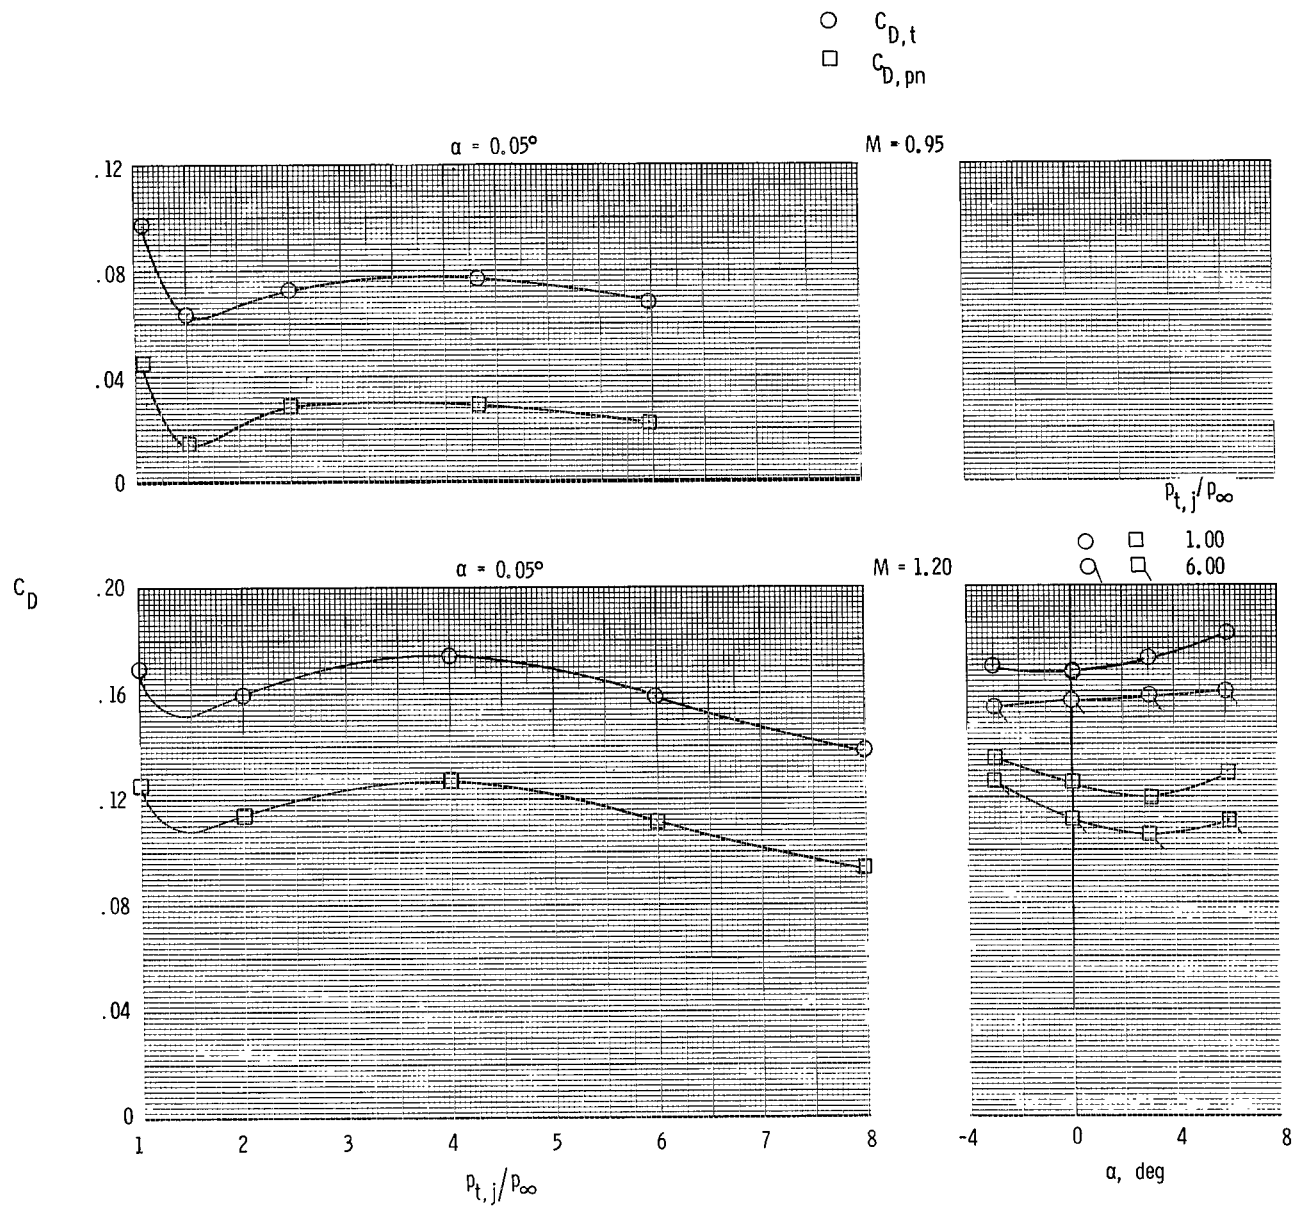 C_D,t
C_D,pn
α = 0.05° M = 0.95
.12
.08
.04
0
p_t,j/p_∞
1.00
6.00
α = 0.05° M = 1.20
C_D
.20
.16
.12
.08
.04
0
1 2 3 4 5 6 7 8
-4 0 4 8
p_t,j/p_∞
α, deg